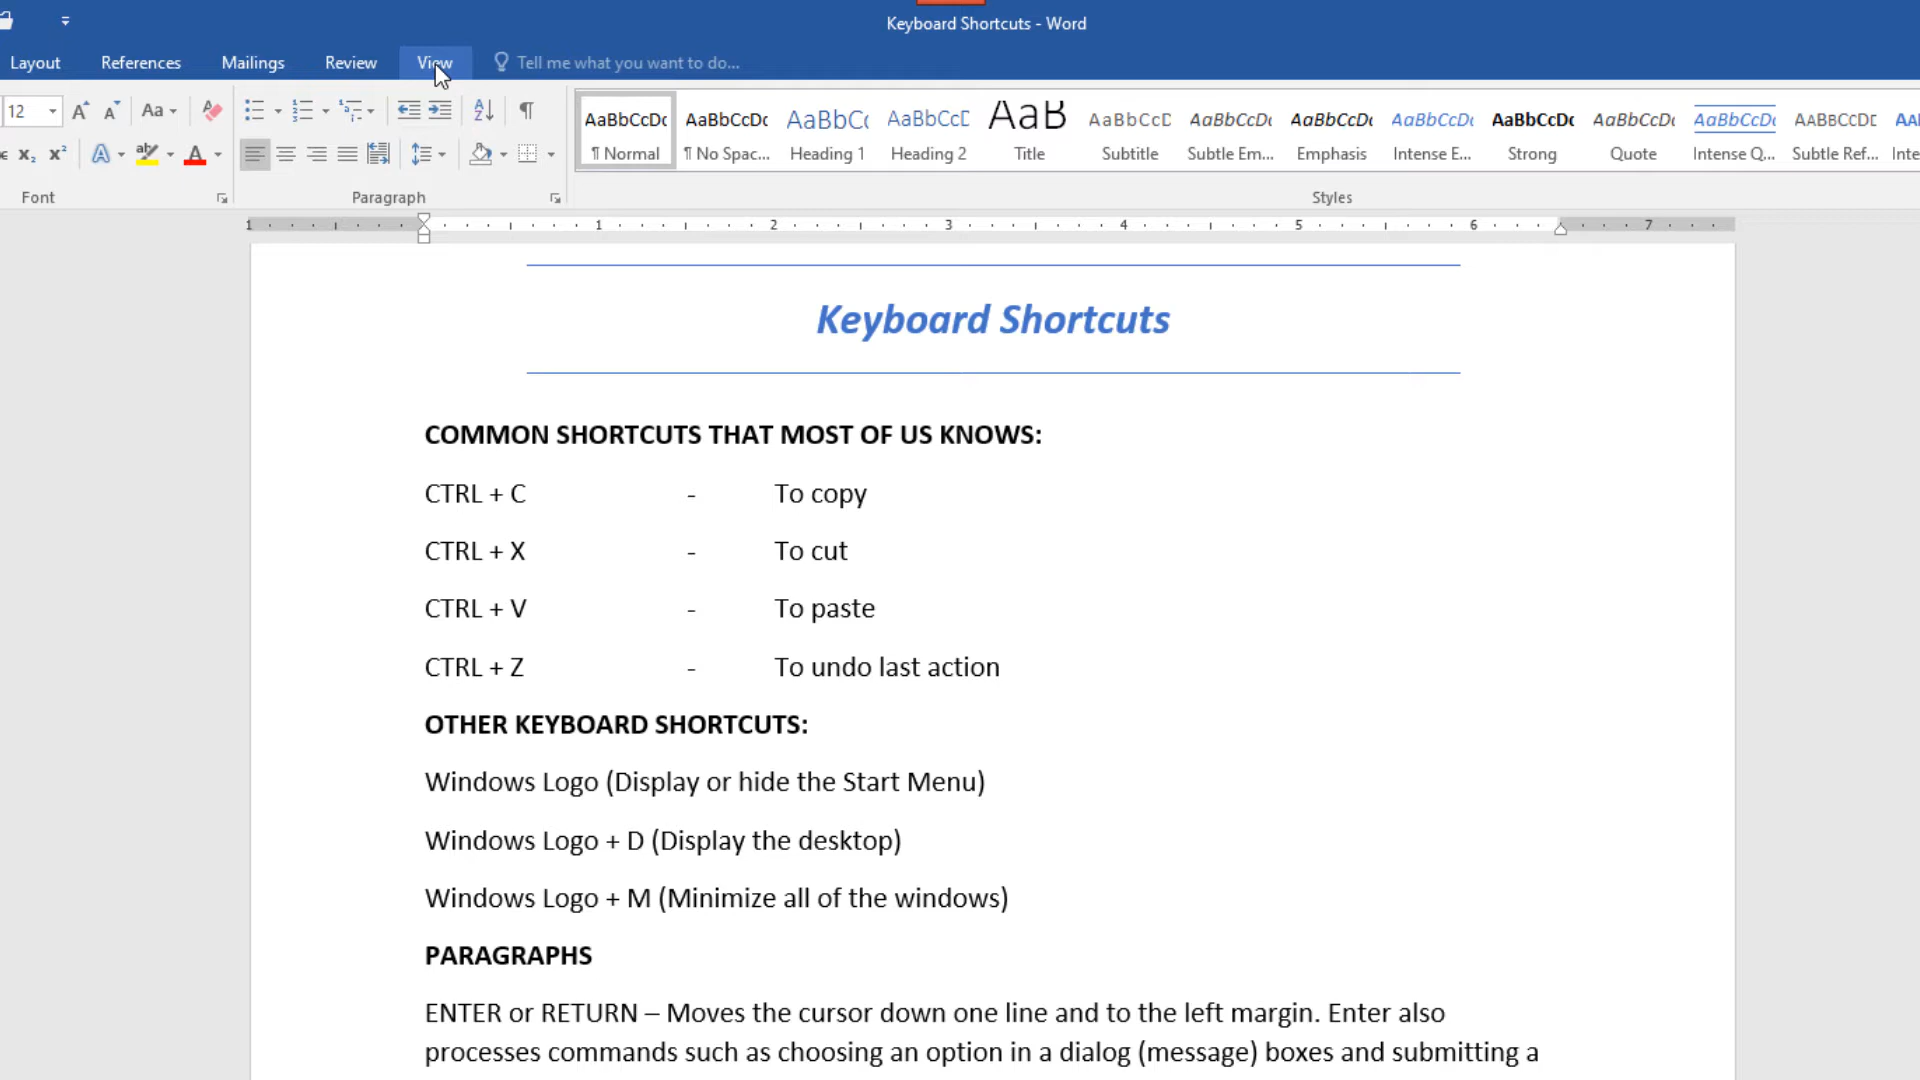 Keyboard Shortcuts - Word
Layout References Mailings Review View Tell me what you want to do...
12 Aa
AaBbCcDc AaBbCcDc AaBbCc AaBbCcD AaB AaBbCcD AaBbCcDc AaBbCcDc AaBbCcDc AaBbCcDc AaBbCcDc AaBbCcDc AaBbCcDc
¶ Normal ¶ No Spac... Heading 1 Heading 2 Title Subtitle Subtle Em... Emphasis Intense E... Strong Quote Intense Q... Subtle Ref... Inte
Font Paragraph Styles
1 1 2 3 4 5 6 7
Keyboard Shortcuts
COMMON SHORTCUTS THAT MOST OF US KNOWS:
CTRL + C - To copy
CTRL + X - To cut
CTRL + V - To paste
CTRL + Z - To undo last action
OTHER KEYBOARD SHORTCUTS:
Windows Logo (Display or hide the Start Menu)
Windows Logo + D (Display the desktop)
Windows Logo + M (Minimize all of the windows)
PARAGRAPHS
ENTER or RETURN – Moves the cursor down one line and to the left margin. Enter also
processes commands such as choosing an option in a dialog (message) boxes and submitting a